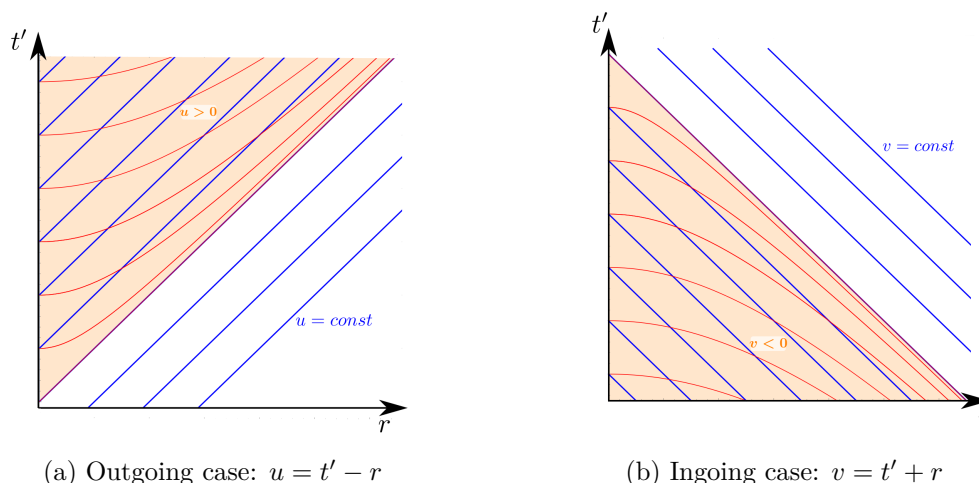 t′
u > 0
u = const
r
(a) Outgoing case: u = t′ − r
t′
v = const
v < 0
(b) Ingoing case: v = t′ + r